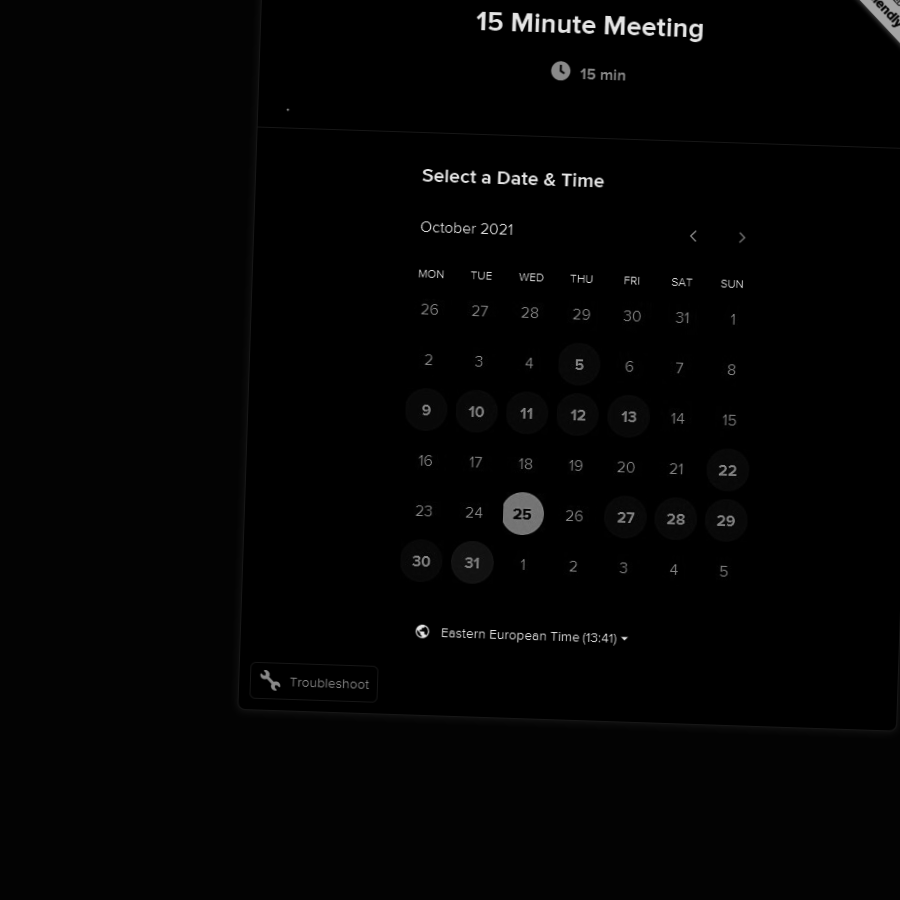 15 Minute Meeting
15 min
Select a Date & Time
October 2021
MON TUE WED THU FRI SAT SUN
26 27 28 29 30 31 1
2 3 4 5 6 7 8
9 10 11 12 13 14 15
16 17 18 19 20 21 22
23 24 25 26 27 28 29
30 31 1 2 3 4 5
Eastern European Time (13:41)
Troubleshoot